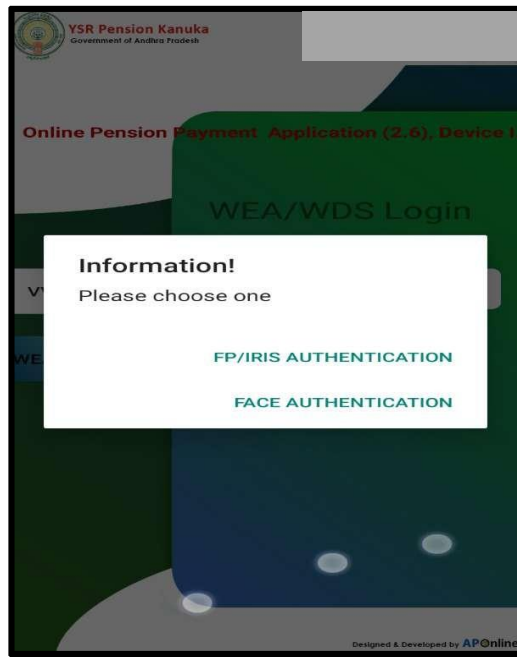 YSR Pension Kanuka
Government of Andhra Pradesh
Online Pension Payment Application (2.6), Device I
WEA/WDS Login
Information!
Please choose one
FP/IRIS AUTHENTICATION
FACE AUTHENTICATION
Designed & Developed by APOnline